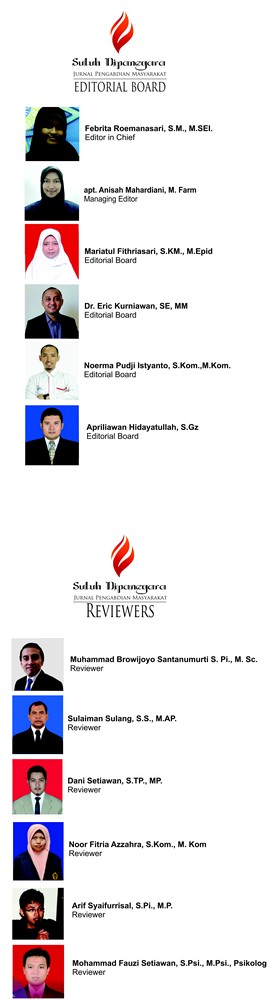 Suluh Dipanegara
JURNAL PENGABDIAN MASYARAKAT
EDITORIAL BOARD
Febrita Roemanasari, S.M., M.SEI.
Editor in Chief
apt. Anisah Mahardiani, M. Farm
Managing Editor
Mariatul Fithriasari, S.KM., M.Epid
Editorial Board
Dr. Eric Kurniawan, SE, MM
Editorial Board
Noerma Pudji Istyanto, S.Kom.,M.Kom.
Editorial Board
Apriliawan Hidayatullah, S.Gz
Editorial Board
Suluh Dipanegara
JURNAL PENGABDIAN MASYARAKAT
REVIEWERS
Muhammad Browijoyo Santanumurti S. Pi., M. Sc.
Reviewer
Sulaiman Sulang, S.S., M.AP.
Reviewer
Dani Setiawan, S.TP., MP.
Reviewer
Noor Fitria Azzahra, S.Kom., M. Kom
Reviewer
Arif Syaifurrisal, S.Pi., M.P.
Reviewer
Mohammad Fauzi Setiawan, S.Psi., M.Psi., Psikolog
Reviewer